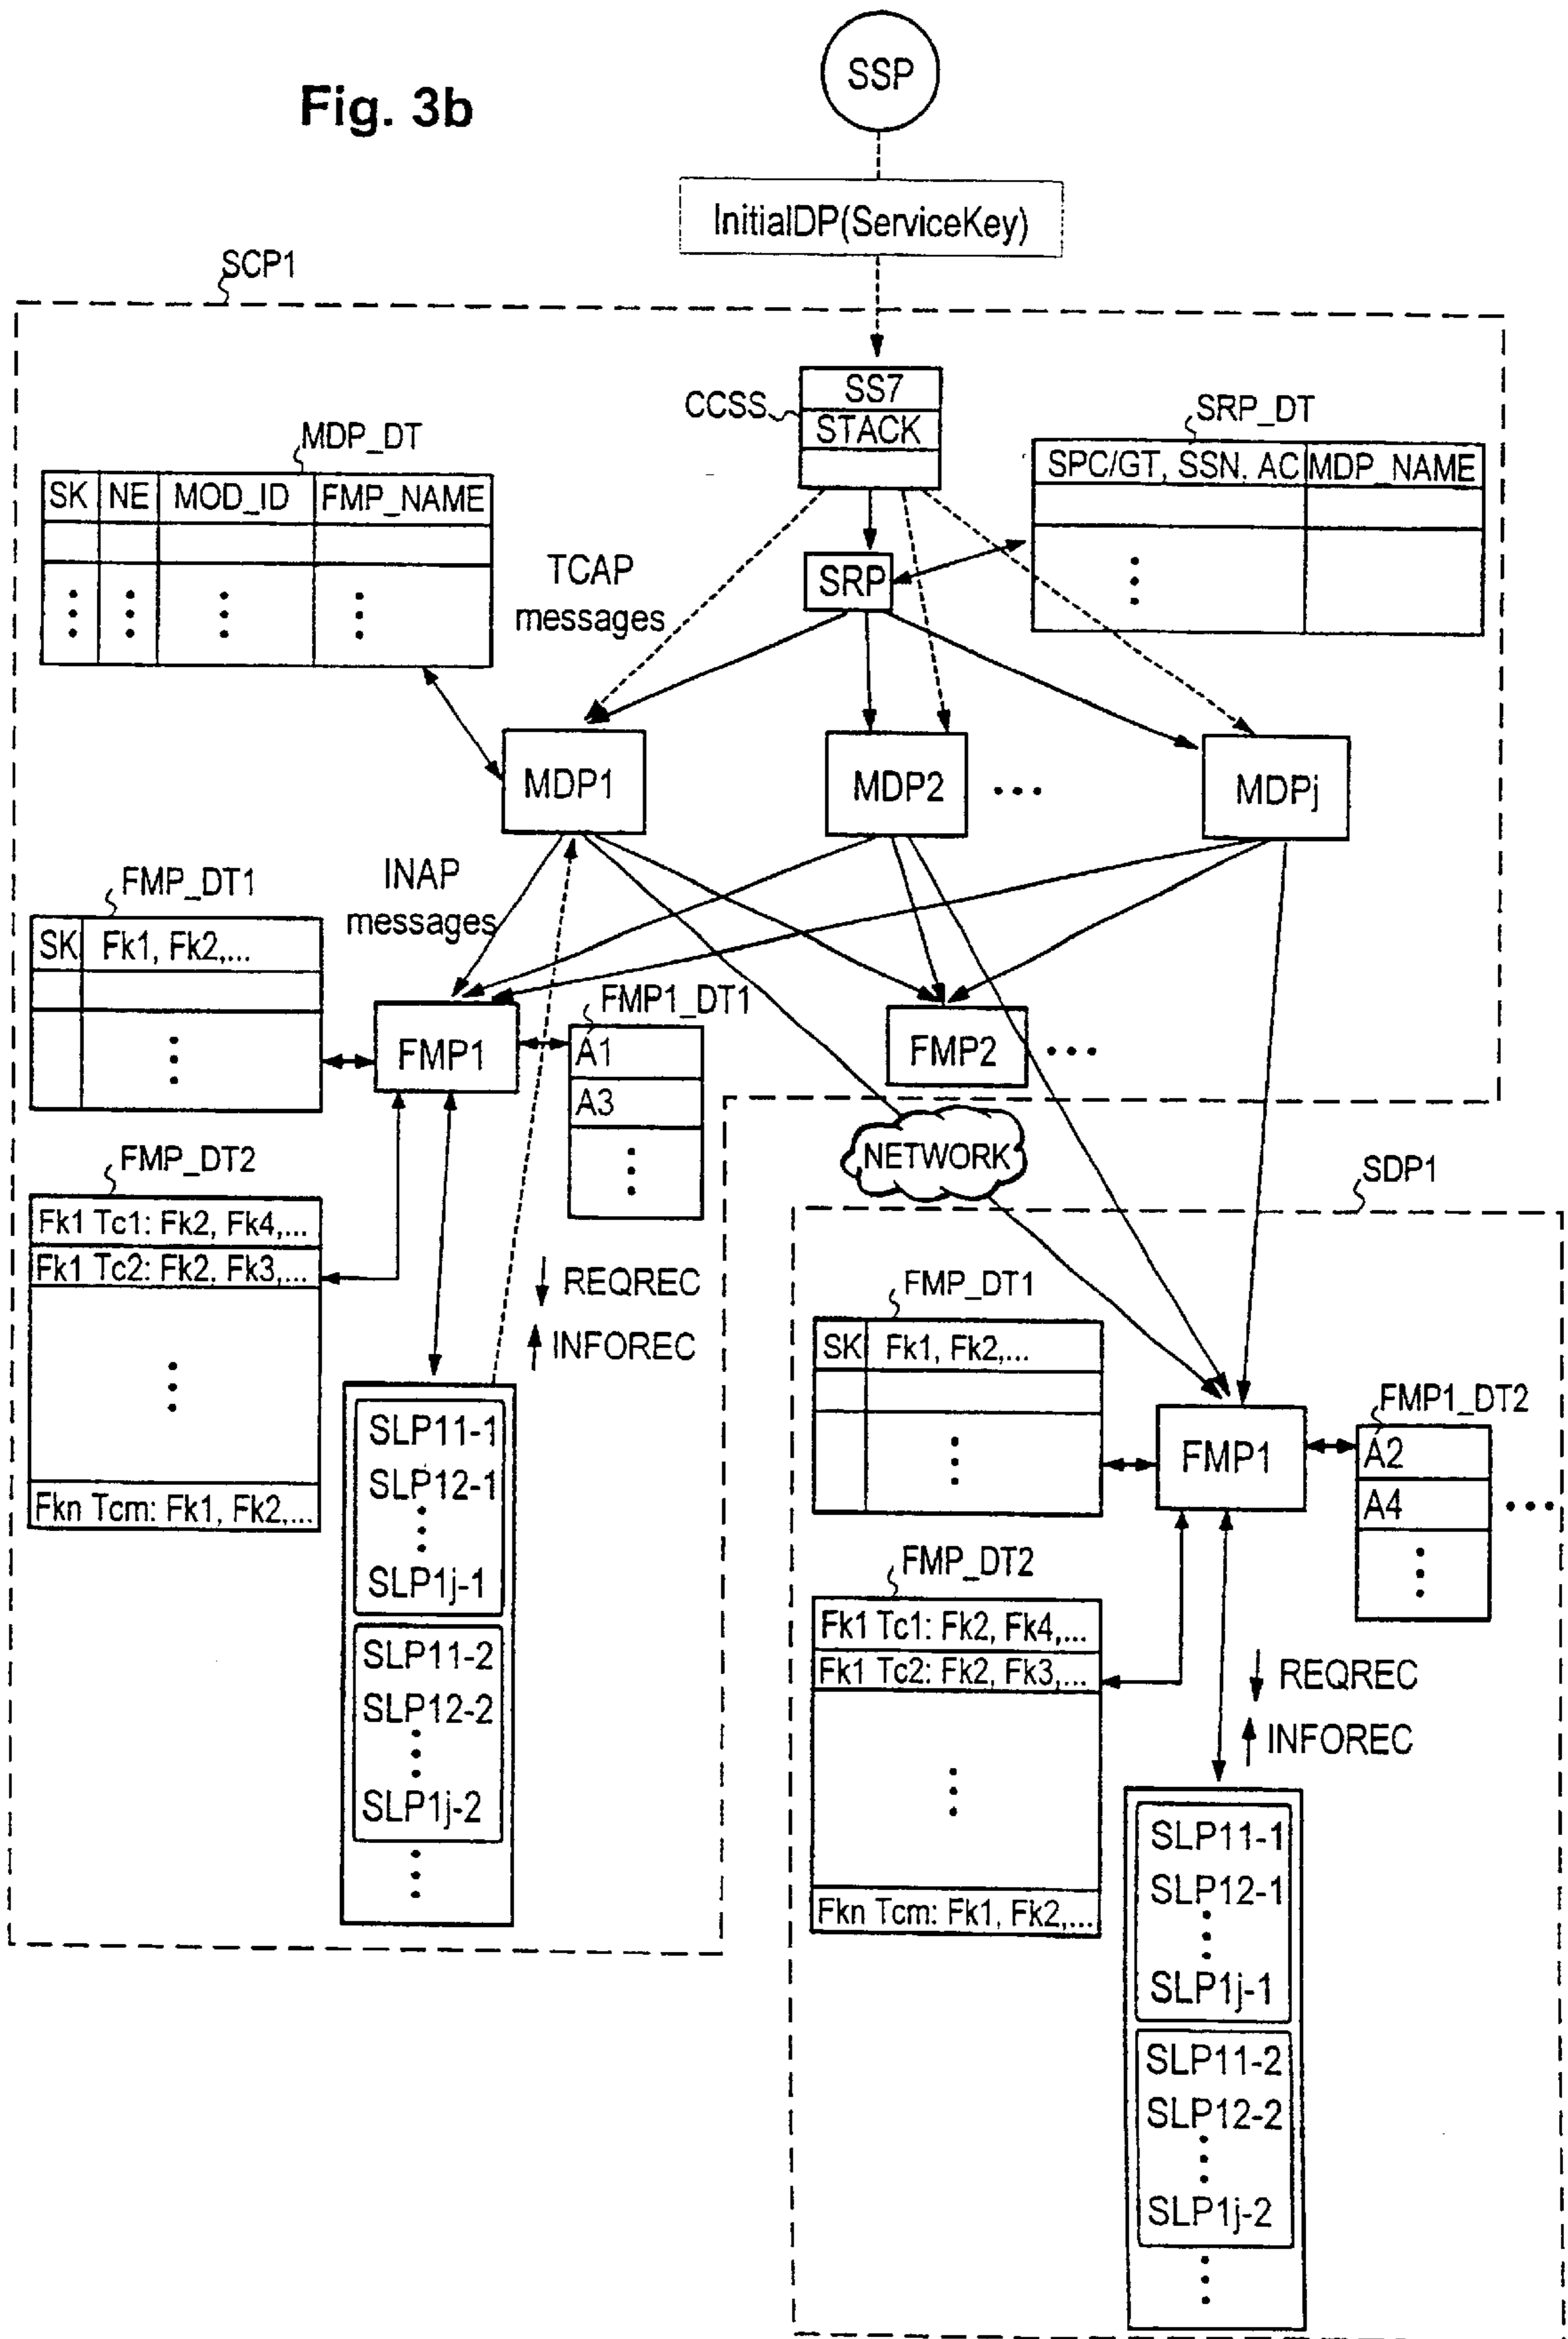 Fig. 3b
SSP
InitialDP(ServiceKey)
SCP1
CCSS
SS7
STACK
MDP_DT
SK NE MOD_ID FMP_NAME
SRP_DT
SPC/GT, SSN. AC MDP_NAME
TCAP
messages
SRP
MDP1
MDP2
MDPj
INAP
messages
FMP_DT1
SK Fk1, Fk2,...
FMP1
FMP1_DT1
A1
A3
FMP2
NETWORK
FMP_DT2
Fk1 Tc1: Fk2, Fk4,...
Fk1 Tc2: Fk2, Fk3,...
Fkn Tcm: Fk1, Fk2,...
REQREC
INFOREC
SLP11-1
SLP12-1
SLP1j-1
SLP11-2
SLP12-2
SLP1j-2
SDP1
FMP_DT1
SK Fk1, Fk2,...
FMP1
FMP1_DT2
A2
A4
FMP_DT2
Fk1 Tc1: Fk2, Fk4,...
Fk1 Tc2: Fk2, Fk3,...
Fkn Tcm: Fk1, Fk2,...
REQREC
INFOREC
SLP11-1
SLP12-1
SLP1j-1
SLP11-2
SLP12-2
SLP1j-2